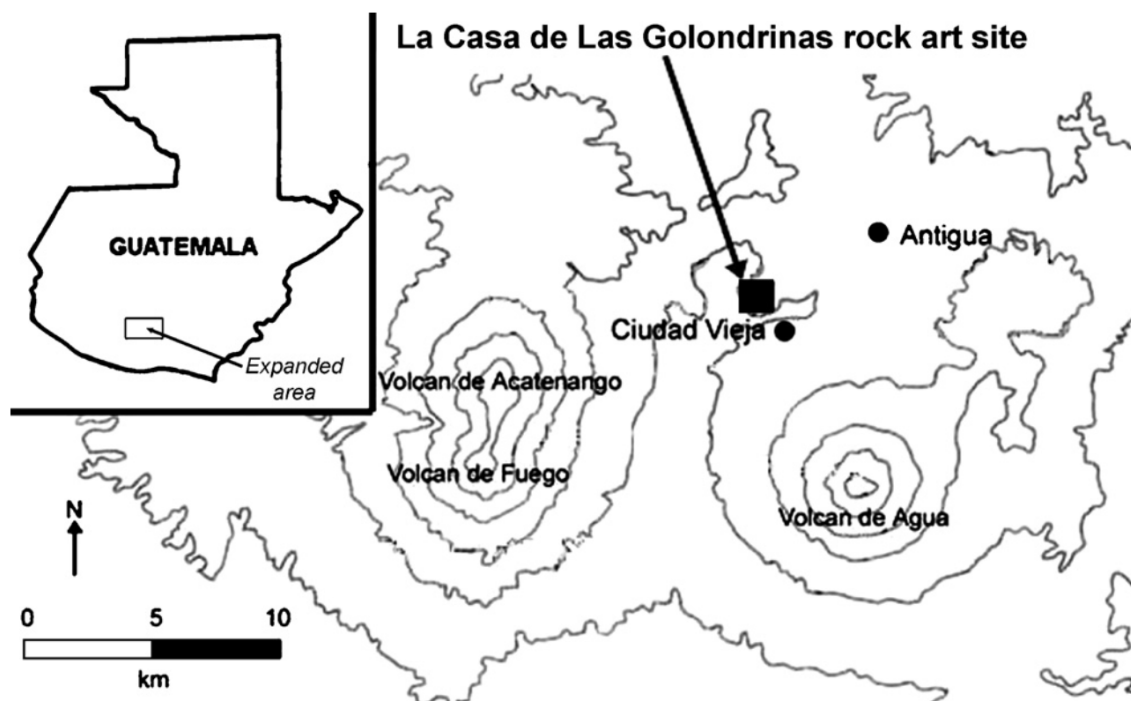 La Casa de Las Golondrinas rock art site
GUATEMALA
Expanded
area
Antigua
Ciudad Vieja
Volcan de Acatenango
Volcan de Fuego
Volcan de Agua
N
0 5 10
km